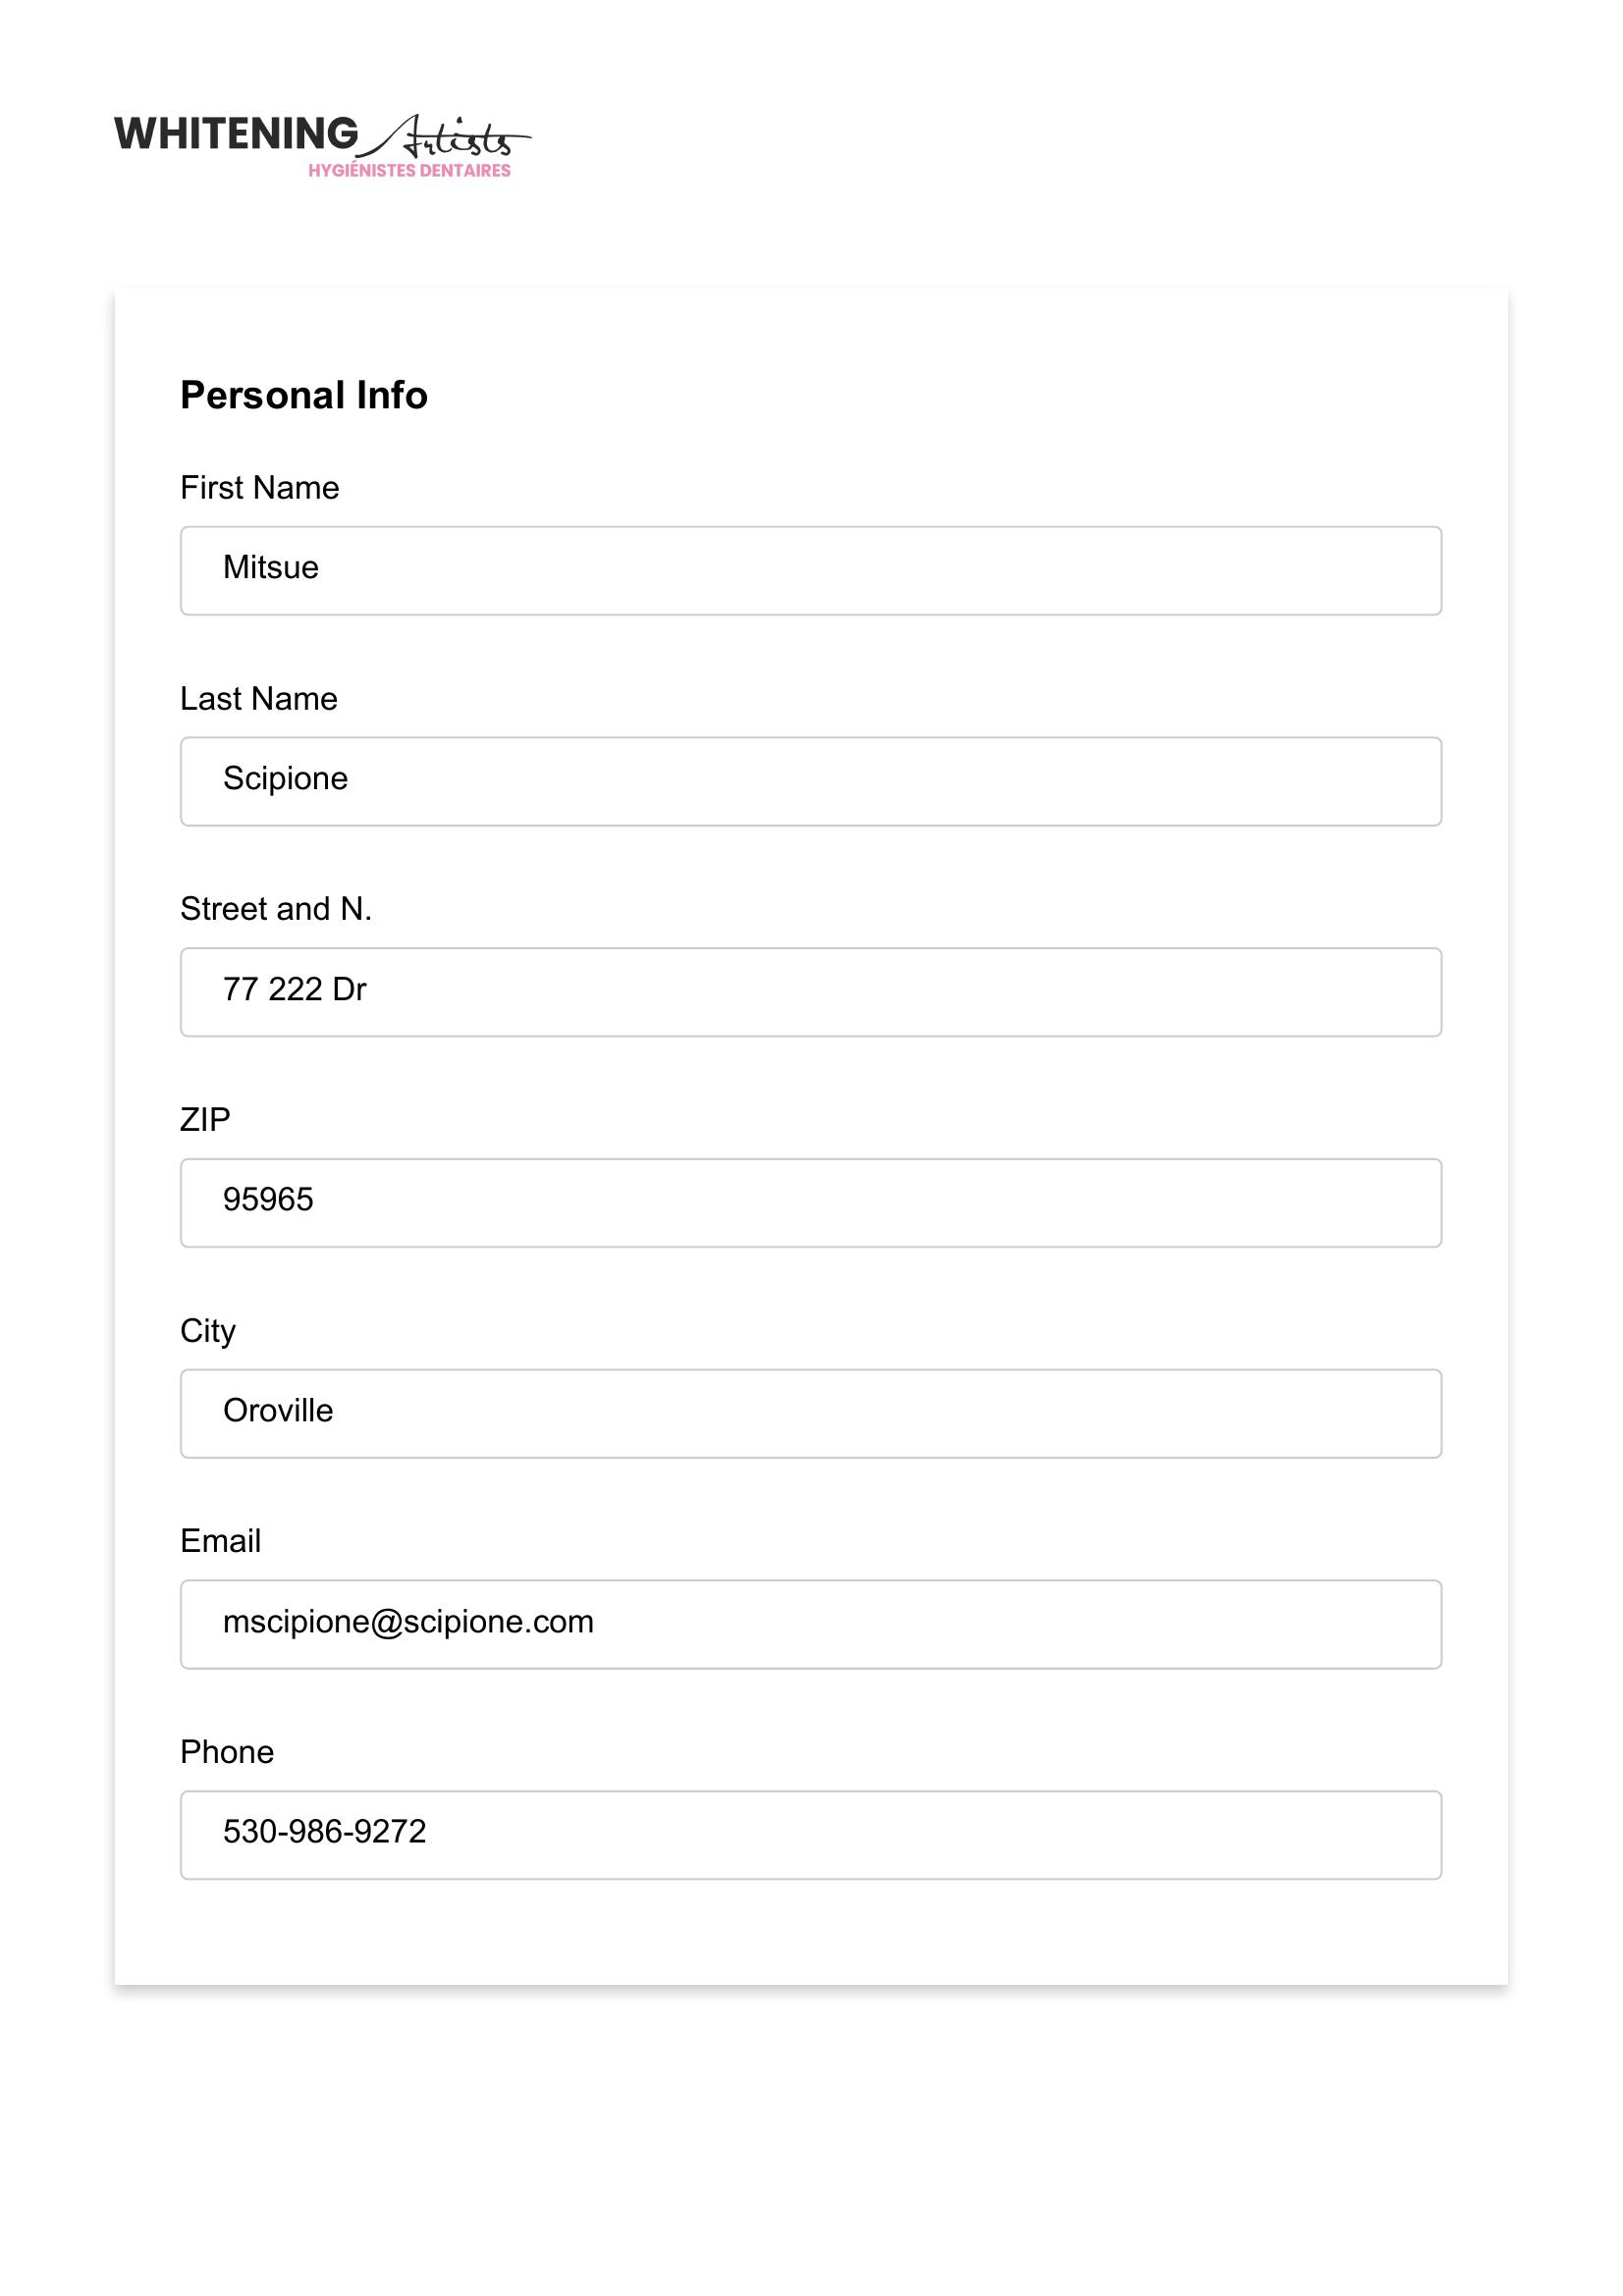 WHITENING Artists
HYGIÉNISTES DENTAIRES
Personal Info
First Name
Mitsue
Last Name
Scipione
Street and N.
77 222 Dr
ZIP
95965
City
Oroville
Email
mscipione@scipione.com
Phone
530-986-9272